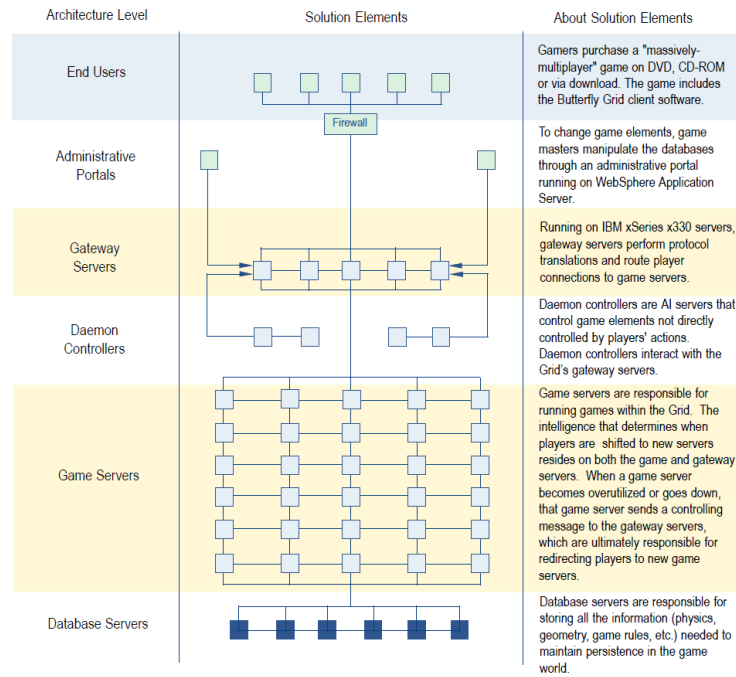 Architecture Level
Solution Elements
About Solution Elements
End Users
Firewall
Gamers purchase a "massively-
multiplayer" game on DVD, CD-ROM
or via download. The game includes
the Butterfly Grid client software.
Administrative
Portals
To change game elements, game
masters manipulate the databases
through an administrative portal
running on WebSphere Application
Server.
Gateway
Servers
Running on IBM xSeries x330 servers,
gateway servers perform protocol
translations and route player
connections to game servers.
Daemon
Controllers
Daemon controllers are AI servers that
control game elements not directly
controlled by players' actions.
Daemon controllers interact with the
Grid's gateway servers.
Game Servers
Game servers are responsible for
running games within the Grid. The
intelligence that determines when
players are shifted to new servers
resides on both the game and gateway
servers. When a game server
becomes overutilized or goes down,
that game server sends a controlling
message to the gateway servers,
which are ultimately responsible for
redirecting players to new game
servers.
Database Servers
Database servers are responsible for
storing all the information (physics,
geometry, game rules, etc.) needed to
maintain persistence in the game
world.